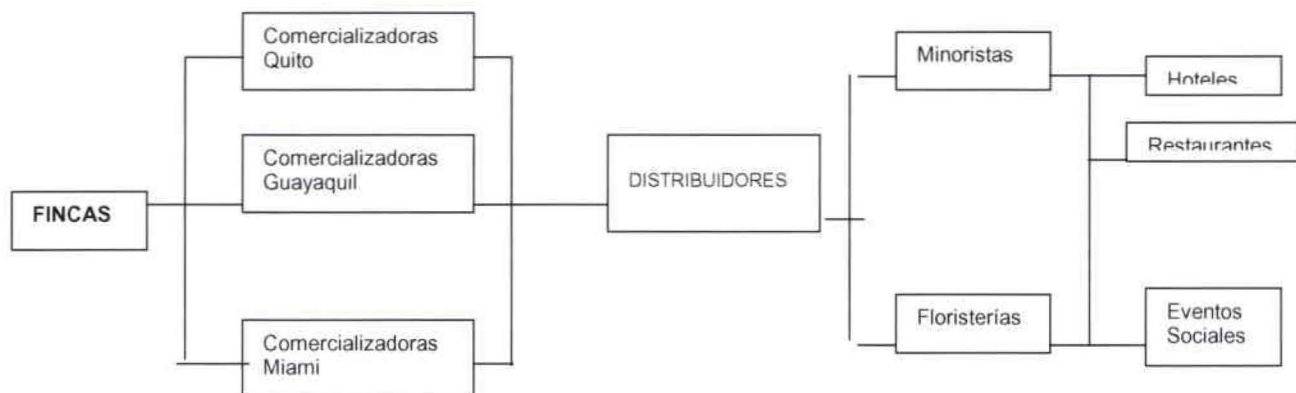 FINCAS
Comercializadoras
Quito
Comercializadoras
Guayaquil
Comercializadoras
Miami
DISTRIBUIDORES
Minoristas
Floristerías
Hoteles
Restaurantes
Eventos
Sociales